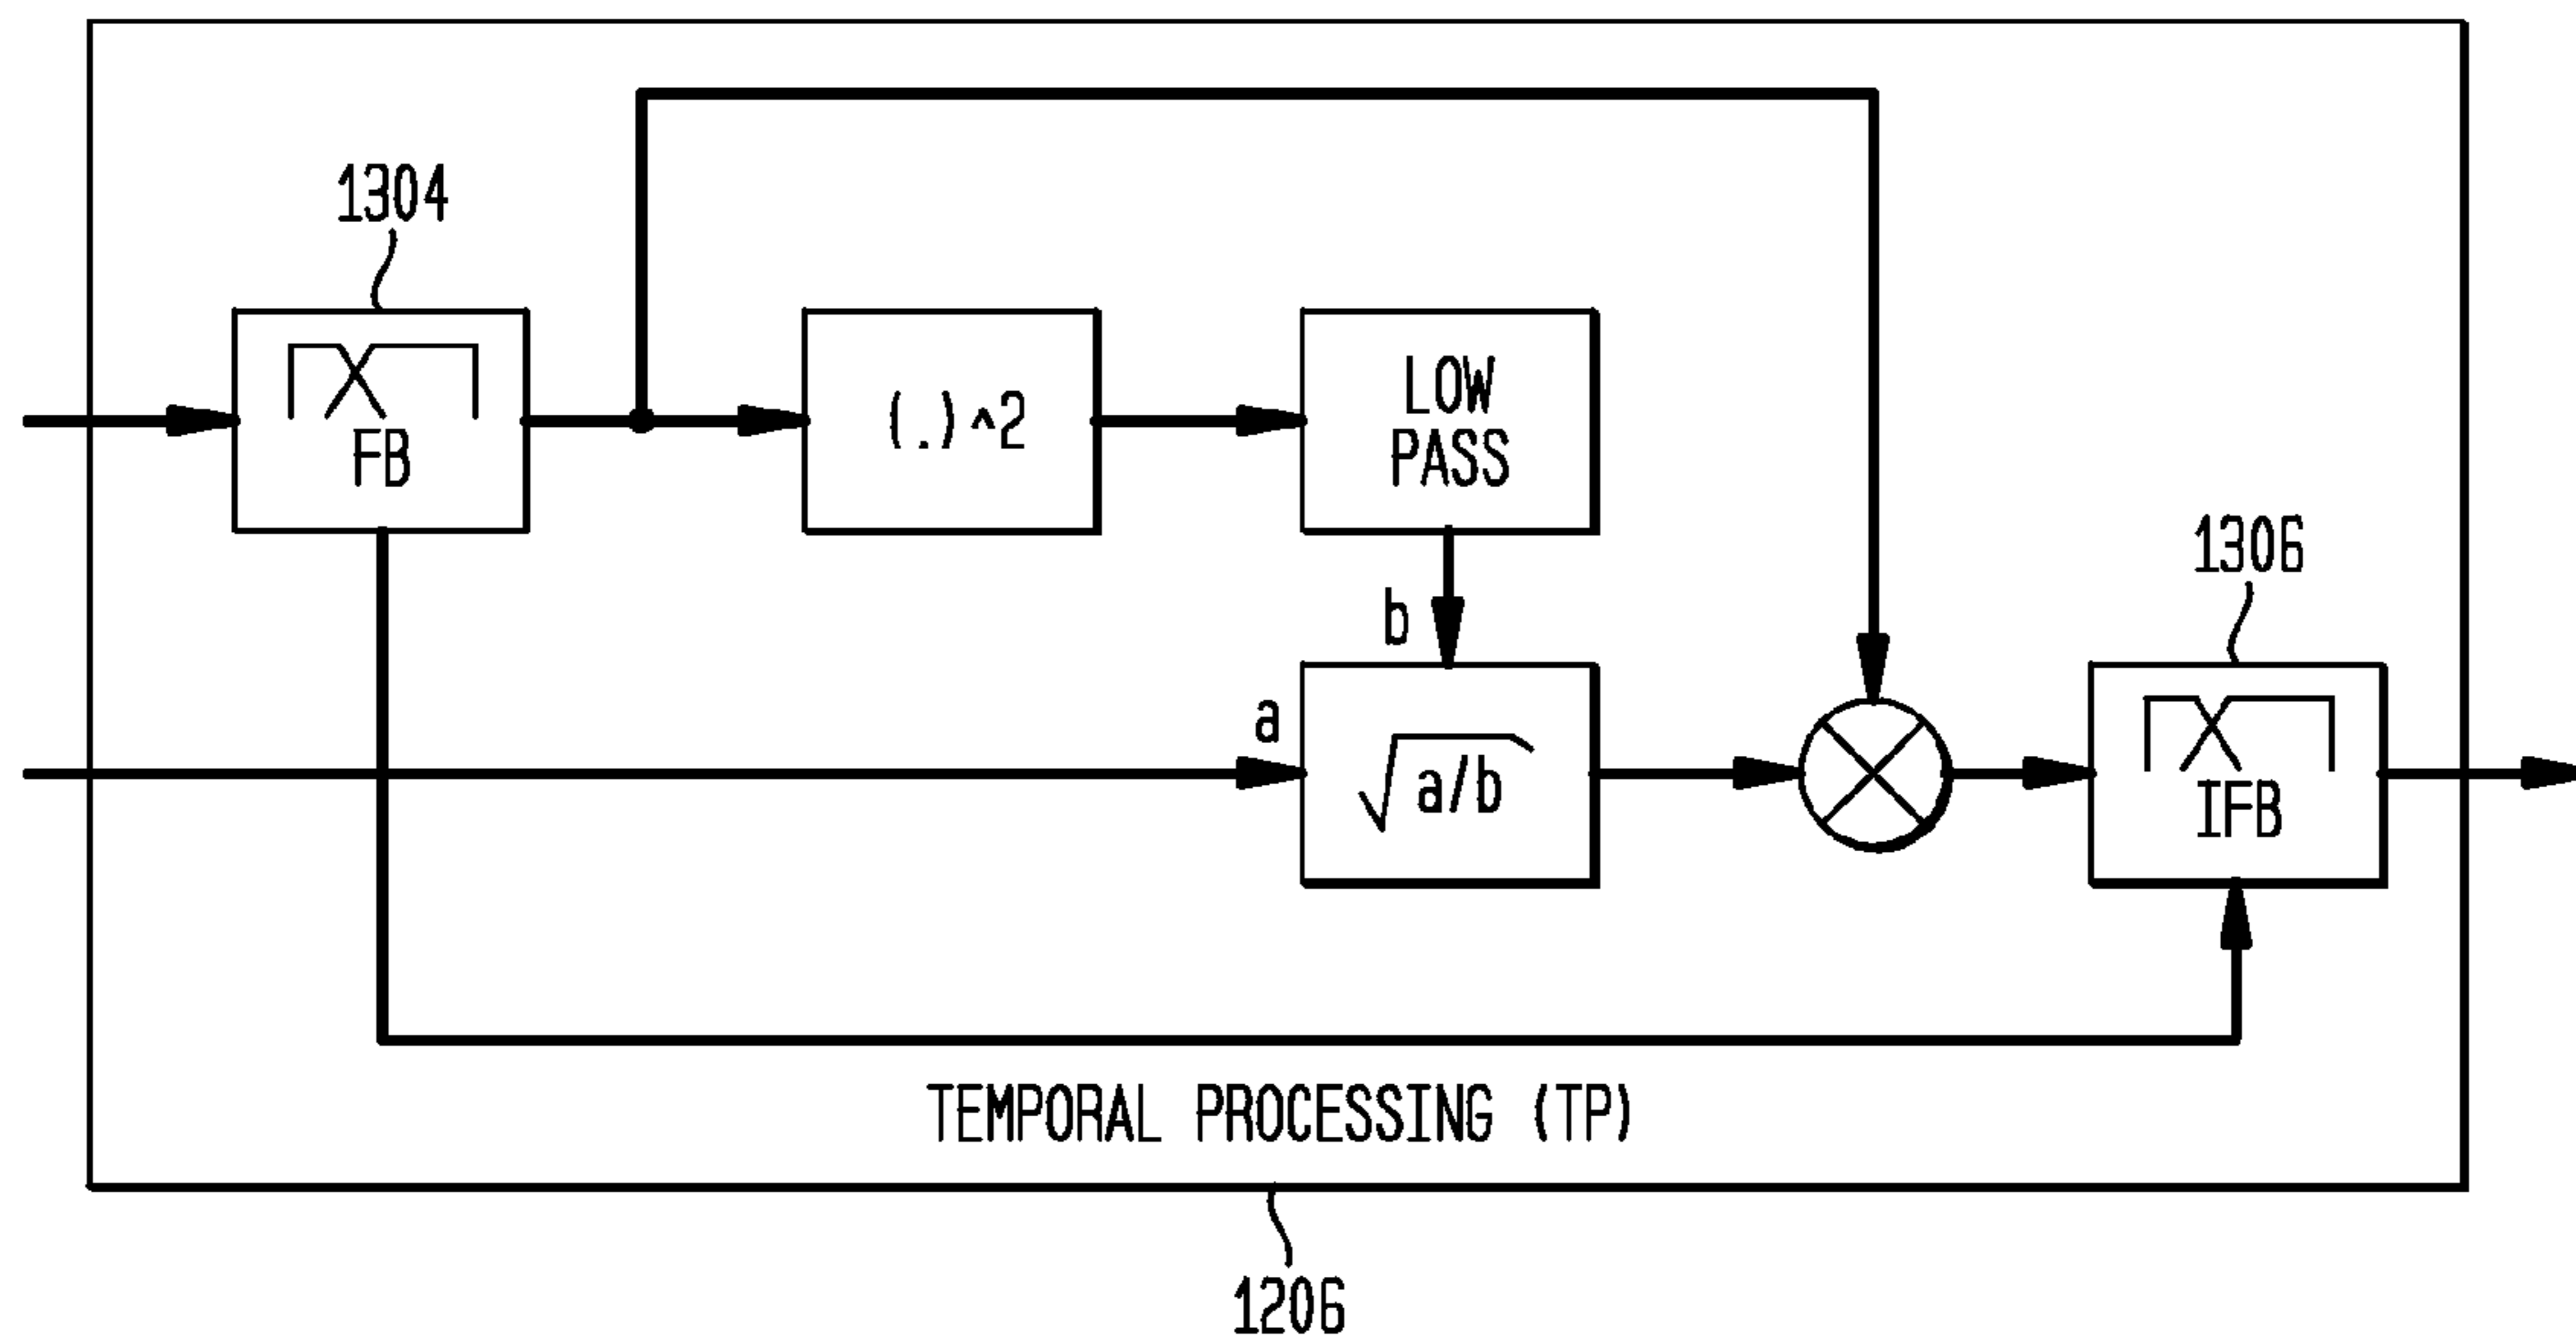 1304
FB
(.)^2
LOW
PASS
b
a
√a/b
1306
IFB
TEMPORAL PROCESSING (TP)
1206